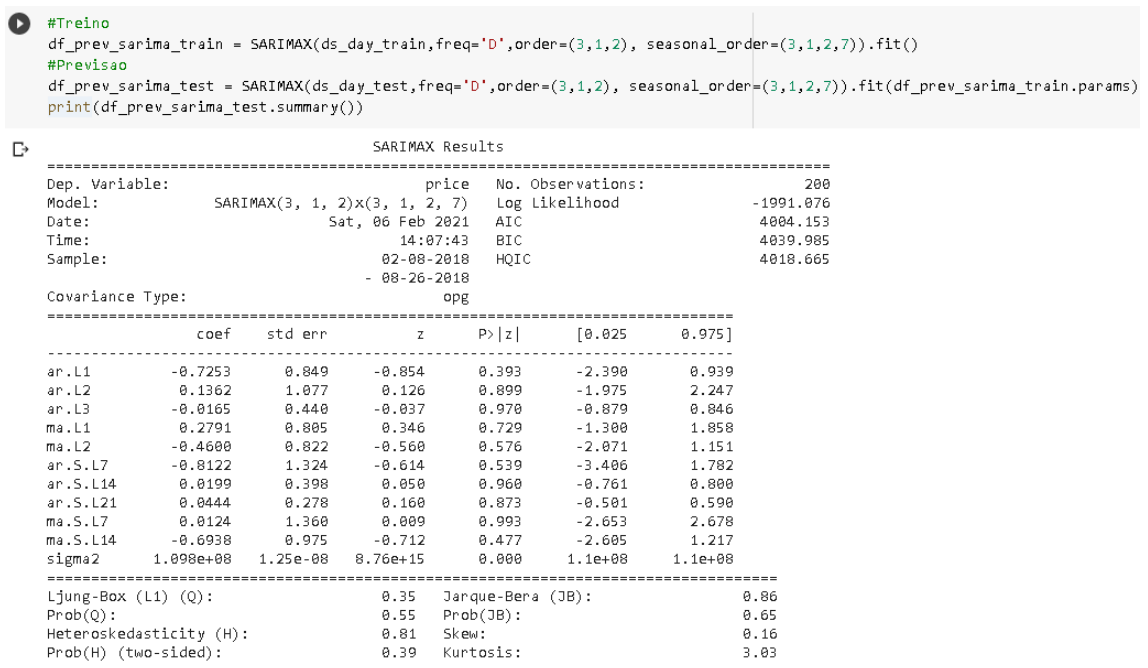 #Treino
df_prev_sarima_train = SARIMAX(ds_day_train,freq='D',order=(3,1,2), seasonal_order=(3,1,2,7)).fit()
#Previsao
df_prev_sarima_test = SARIMAX(ds_day_test,freq='D',order=(3,1,2), seasonal_order=(3,1,2,7)).fit(df_prev_sarima_train.params)
print(df_prev_sarima_test.summary())
SARIMAX Results
==========================================================================================
Dep. Variable: price No. Observations: 200
Model: SARIMAX(3, 1, 2)x(3, 1, 2, 7) Log Likelihood -1991.076
Date: Sat, 06 Feb 2021 AIC 4004.153
Time: 14:07:43 BIC 4039.985
Sample: 02-08-2018 HQIC 4018.665
- 08-26-2018
Covariance Type: opg
==============================================================================
coef std err z P>|z| [0.025 0.975]
------------------------------------------------------------------------------
ar.L1 -0.7253 0.849 -0.854 0.393 -2.390 0.939
ar.L2 0.1362 1.077 0.126 0.899 -1.975 2.247
ar.L3 -0.0165 0.440 -0.037 0.970 -0.879 0.846
ma.L1 0.2791 0.805 0.346 0.729 -1.300 1.858
ma.L2 -0.4600 0.822 -0.560 0.576 -2.071 1.151
ar.S.L7 -0.8122 1.324 -0.614 0.539 -3.406 1.782
ar.S.L14 0.0199 0.398 0.050 0.960 -0.761 0.800
ar.S.L21 0.0444 0.278 0.160 0.873 -0.501 0.590
ma.S.L7 0.0124 1.360 0.009 0.993 -2.653 2.678
ma.S.L14 -0.6938 0.975 -0.712 0.477 -2.605 1.217
sigma2 1.098e+08 1.25e-08 8.76e+15 0.000 1.1e+08 1.1e+08
===================================================================================
Ljung-Box (L1) (Q): 0.35 Jarque-Bera (JB): 0.86
Prob(Q): 0.55 Prob(JB): 0.65
Heteroskedasticity (H): 0.81 Skew: 0.16
Prob(H) (two-sided): 0.39 Kurtosis: 3.03